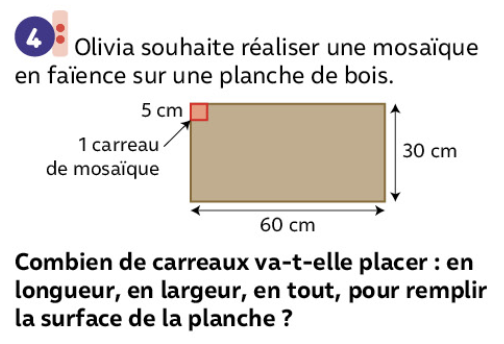 4 Olivia souhaite réaliser une mosaïque
en faïence sur une planche de bois.
5 cm
1 carreau
de mosaïque
30 cm
60 cm
Combien de carreaux va-t-elle placer : en
longueur, en largeur, en tout, pour remplir
la surface de la planche ?